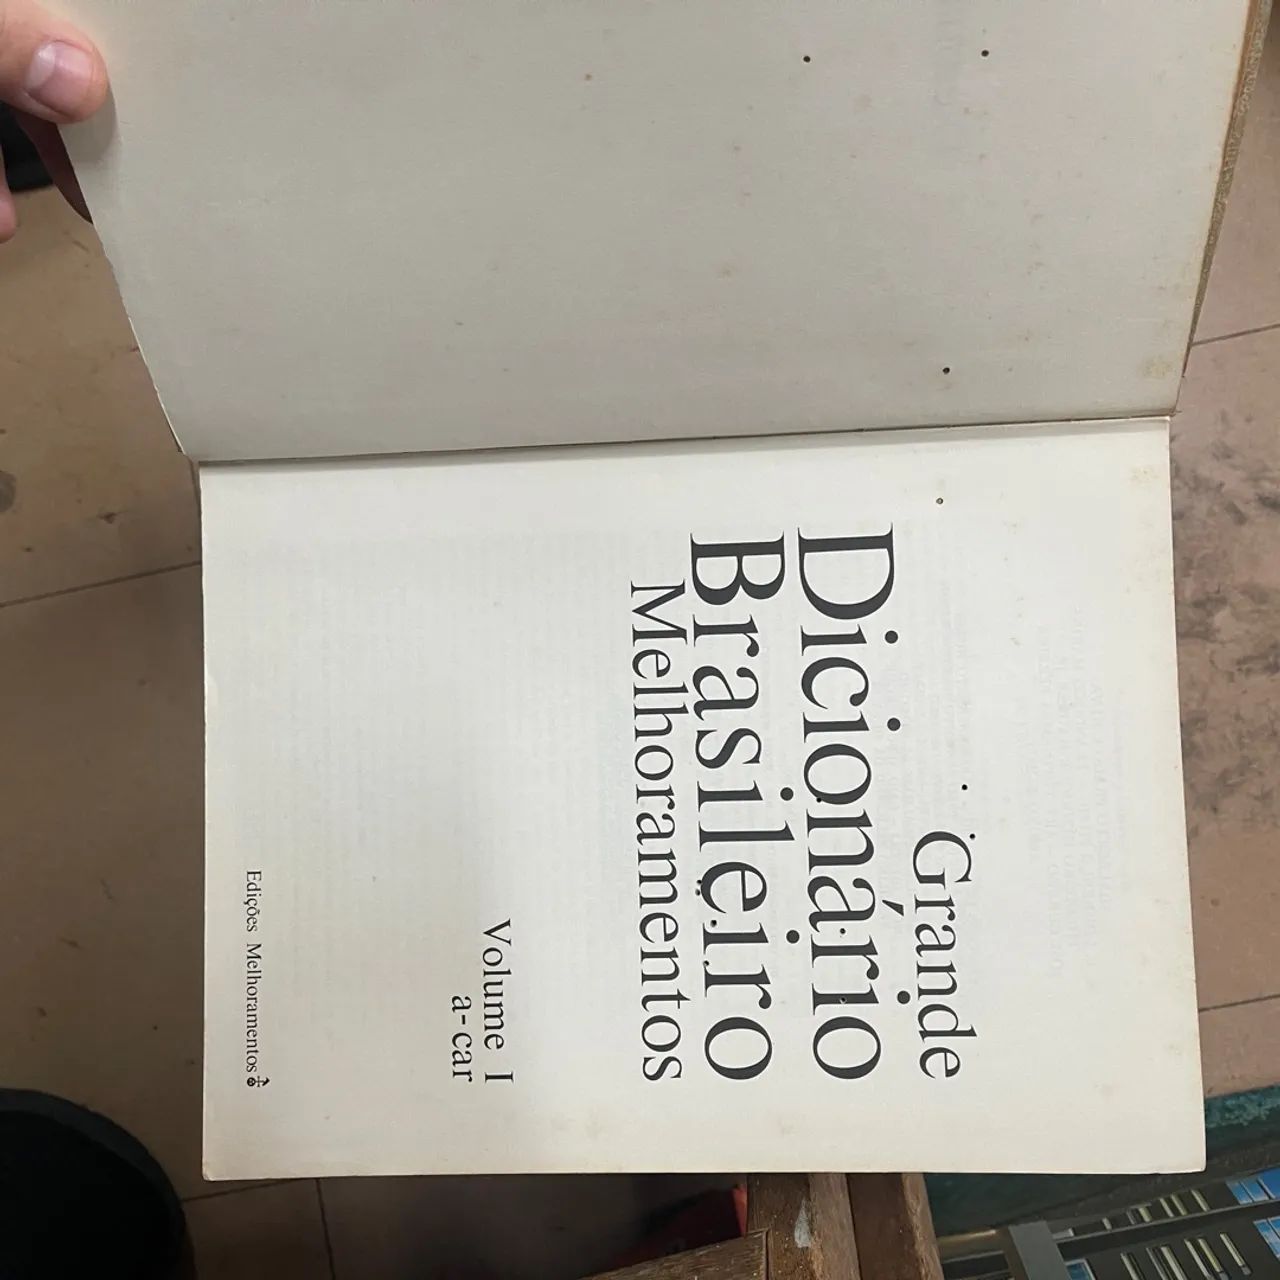 Grande
Dicionário
Brasileiro
Melhoramentos
Volume I
a-car
Edições Melhoramentos